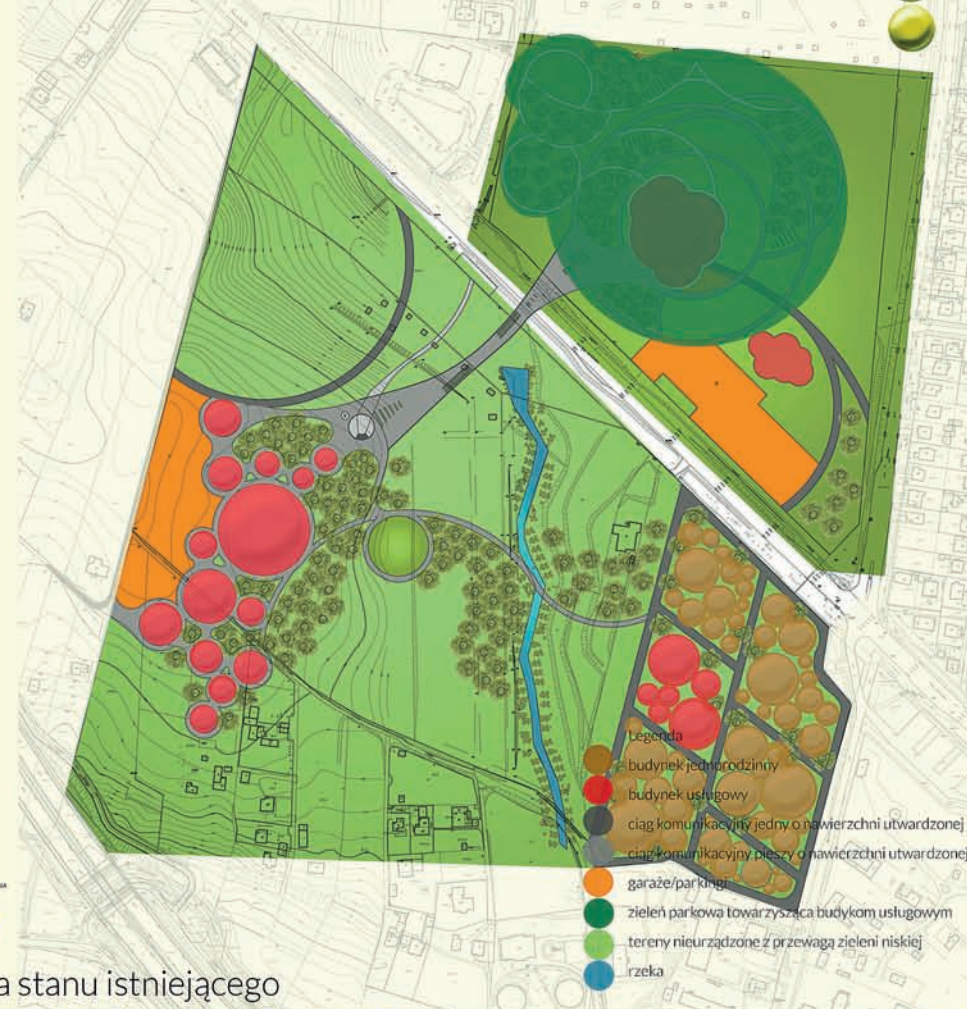 Legenda
budynek jednorodzinny
budynek usługowy
ciąg komunikacyjny jedny o nawierzchni utwardzonej
ciąg komunikacyjny pieszy o nawierzchni utwardzonej
garaże/parkingi
zieleń parkowa towarzysząca budykom usługowym
tereny nieurządzone z przewagą zieleni niskiej
rzeka
a stanu istniejącego